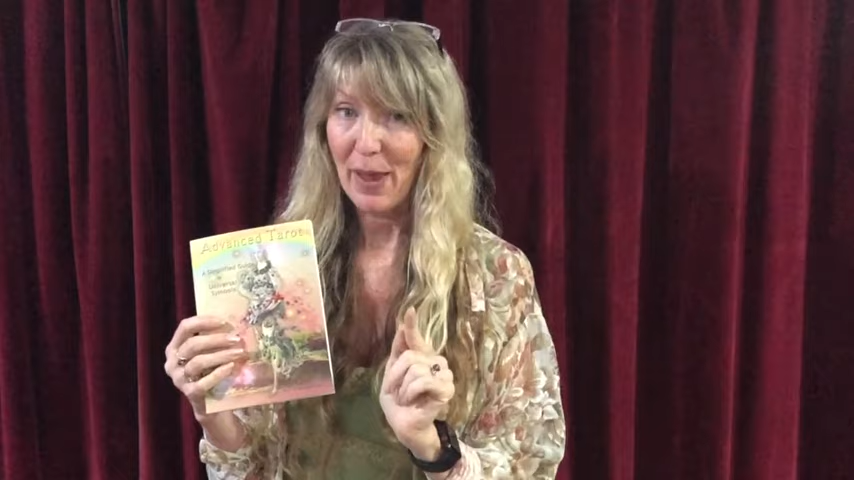 Advanced Tarot
A Simplified Guide
to
Universal
Symbols